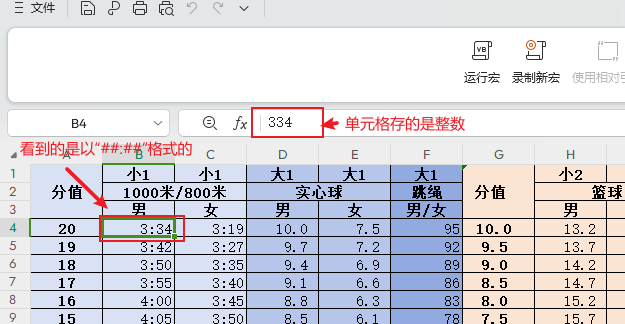 文件
运行宏 录制新宏 使用相对引
B4 fx 334 单元格存的是整数
看到的是以"##:##"格式的
A B C D E F G H
1 分值 小1 小1 大1 大1 大1 分值 小2
2 1000米/800米 实心球 跳绳 篮球
3 男 女 男 女 男/女 男
4 20 3:34 3:19 10.0 7.5 95 10.0 13.2
5 19 3:42 3:27 9.7 7.2 92 9.5 13.7
6 18 3:50 3:35 9.4 6.9 89 9.0 14.2
7 17 3:55 3:40 9.1 6.6 86 8.5 14.7
8 16 4:00 3:45 8.8 6.3 83 8.0 15.2
9 15 4:05 3:50 8.5 6.1 78 7.5 15.7